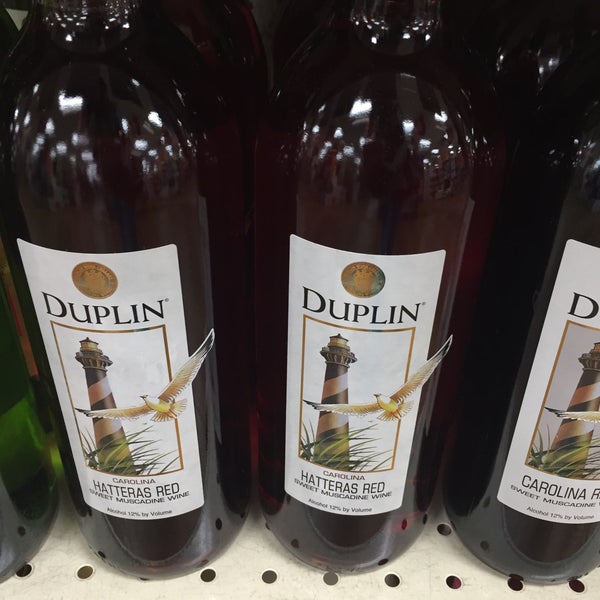 DUPLIN®
CAROLINA
HATTERAS RED
SWEET MUSCADINE WINE
Alcohol 12% by Volume
DUPLIN®
CAROLINA
HATTERAS RED
SWEET MUSCADINE WINE
Alcohol 12% by Volume
DUPLIN
CAROLINA R
SWEET MUSCADINE WINE
Alcohol 12% by Volume